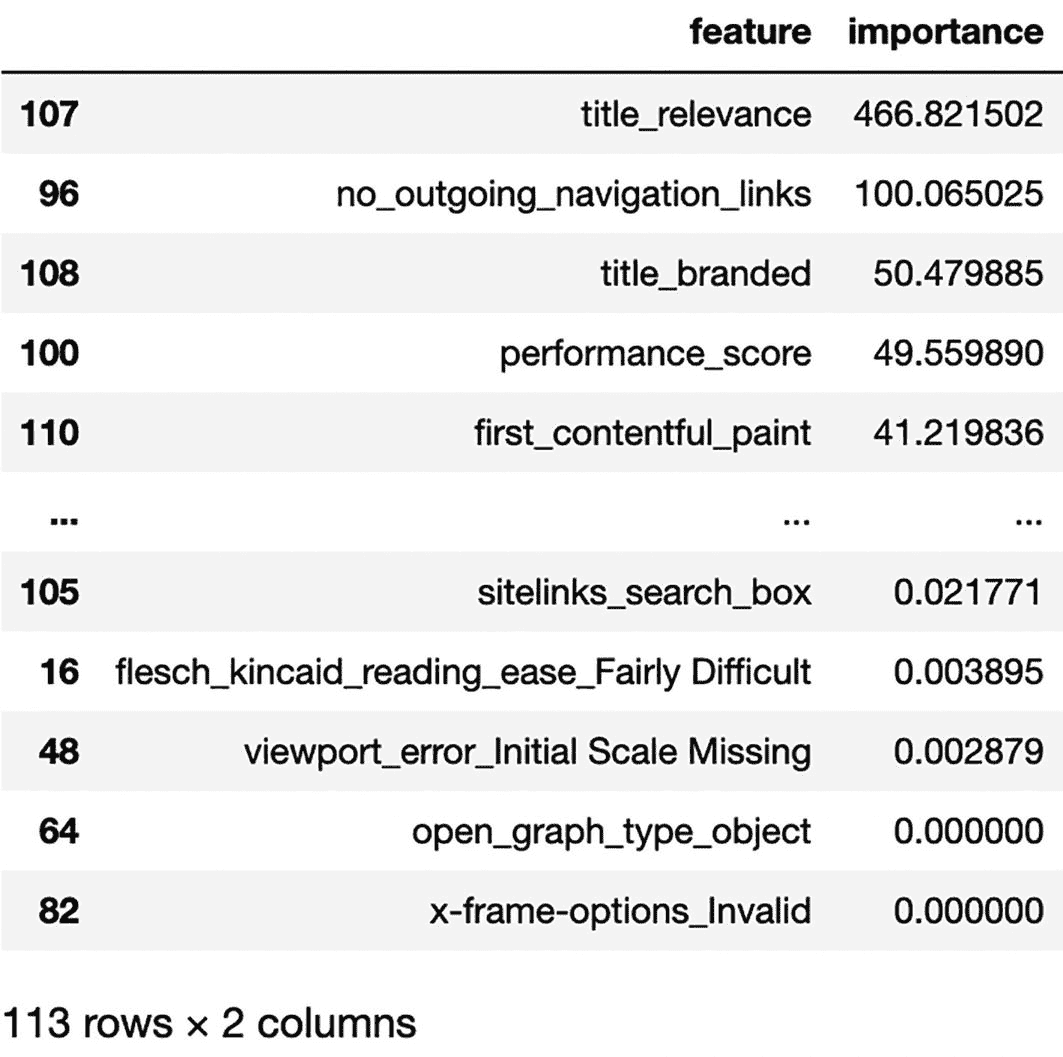 feature importance
107 title_relevance 466.821502
96 no_outgoing_navigation_links 100.065025
108 title_branded 50.479885
100 performance_score 49.559890
110 first_contentful_paint 41.219836
... ... ...
105 sitelinks_search_box 0.021771
16 flesch_kincaid_reading_ease_Fairly Difficult 0.003895
48 viewport_error_Initial Scale Missing 0.002879
64 open_graph_type_object 0.000000
82 x-frame-options_Invalid 0.000000
113 rows × 2 columns